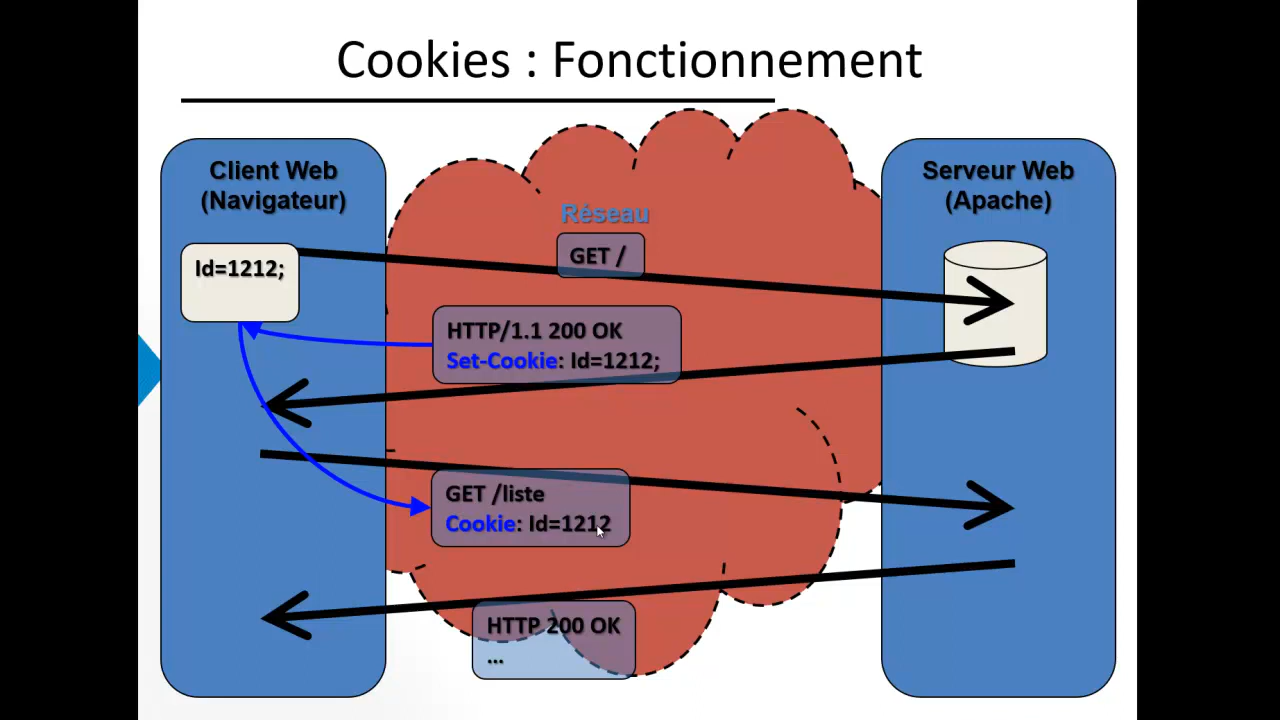 Cookies : Fonctionnement
Client Web
(Navigateur)
Serveur Web
(Apache)
Réseau
GET /
Id=1212;
HTTP/1.1 200 OK
Set-Cookie: Id=1212;
GET /liste
Cookie: Id=1212
HTTP 200 OK
...